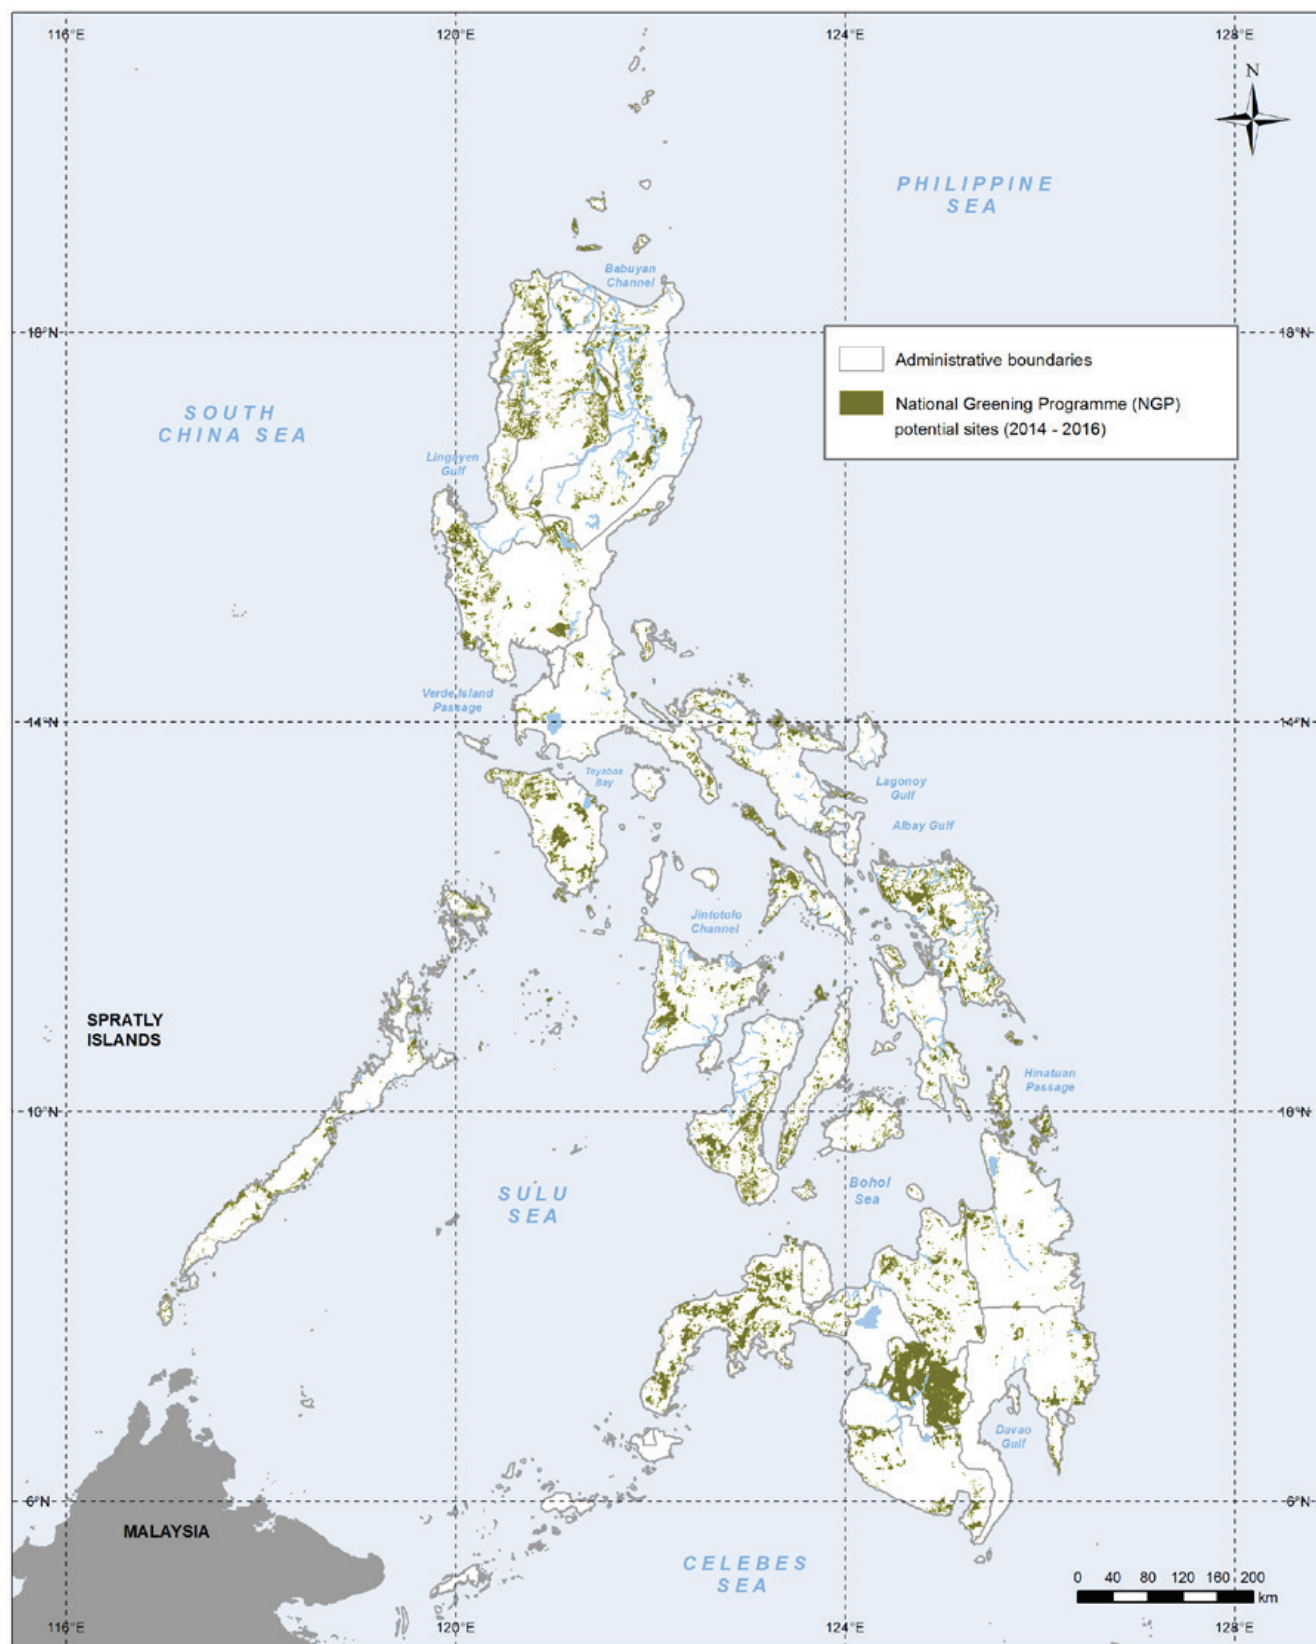 116°E
120°E
124°E
128°E
N
PHILIPPINE
SEA
Babuyan
Channel
18°N
18°N
Administrative boundaries
National Greening Programme (NGP)
potential sites (2014 - 2016)
SOUTH
CHINA SEA
Lingayen
Gulf
Verde Island
Passage
14°N
14°N
Tayabas
Bay
Lagonoy
Gulf
Albay Gulf
Jintotolo
Channel
SPRATLY
ISLANDS
Hinatuan
Passage
10°N
10°N
SULU
SEA
Bohol
Sea
Davao
Gulf
6°N
6°N
MALAYSIA
CELEBES
SEA
0 40 80 120 160 200
km
116°E
120°E
124°E
128°E